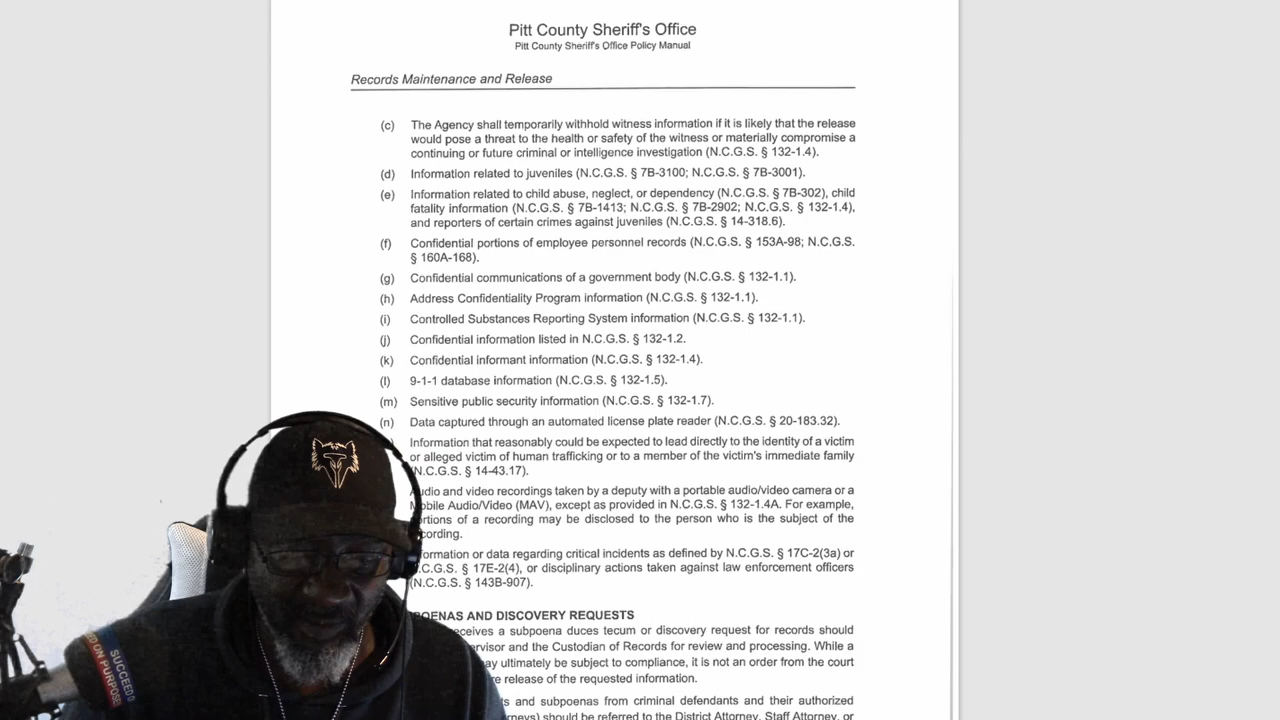 Pitt County Sheriff's Office
Pitt County Sheriff's Office Policy Manual
Records Maintenance and Release
(c) The Agency shall temporarily withhold witness information if it is likely that the release
would pose a threat to the health or safety of the witness or materially compromise a
continuing or future criminal or intelligence investigation (N.C.G.S. § 132-1.4).
(d) Information related to juveniles (N.C.G.S. § 7B-3100; N.C.G.S. § 7B-3001).
(e) Information related to child abuse, neglect, or dependency (N.C.G.S. § 7B-302), child
fatality information (N.C.G.S. § 7B-1413; N.C.G.S. § 7B-2902; N.C.G.S. § 132-1.4),
and reporters of certain crimes against juveniles (N.C.G.S. § 14-318.6).
(f) Confidential portions of employee personnel records (N.C.G.S. § 153A-98; N.C.G.S.
§ 160A-168).
(g) Confidential communications of a government body (N.C.G.S. § 132-1.1).
(h) Address Confidentiality Program information (N.C.G.S. § 132-1.1).
(i) Controlled Substances Reporting System information (N.C.G.S. § 132-1.1).
(j) Confidential information listed in N.C.G.S. § 132-1.2.
(k) Confidential informant information (N.C.G.S. § 132-1.4).
(l) 9-1-1 database information (N.C.G.S. § 132-1.5).
(m) Sensitive public security information (N.C.G.S. § 132-1.7).
(n) Data captured through an automated license plate reader (N.C.G.S. § 20-183.32).
Information that reasonably could be expected to lead directly to the identity of a victim
or alleged victim of human trafficking or to a member of the victim's immediate family
N.C.G.S. § 14-43.17).
Audio and video recordings taken by a deputy with a portable audio/video camera or a
Mobile Audio/Video (MAV), except as provided in N.C.G.S. § 132-1.4A. For example,
portions of a recording may be disclosed to the person who is the subject of the
cording.
formation or data regarding critical incidents as defined by N.C.G.S. § 17C-2(3a) or
.C.G.S. § 17E-2(4), or disciplinary actions taken against law enforcement officers
(N.C.G.S. § 143B-907).
POENAS AND DISCOVERY REQUESTS
eceives a subpoena duces tecum or discovery request for records should
ervisor and the Custodian of Records for review and processing. While a
ay ultimately be subject to compliance, it is not an order from the court
re release of the requested information.
ts and subpoenas from criminal defendants and their authorized
rneys) should be referred to the District Attorney, Staff Attorney, or
SUCCEED
ON PURPOSE